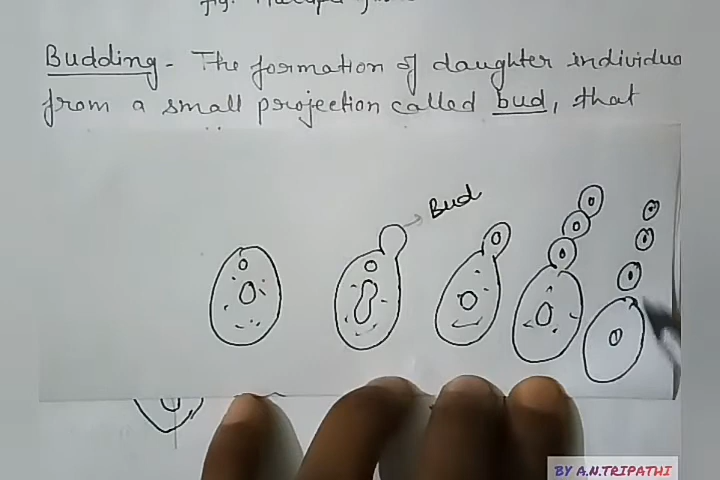 Budding - The formation of daughter individua
from a small projection called bud, that
Bud
BY A.N.TRIPATHI